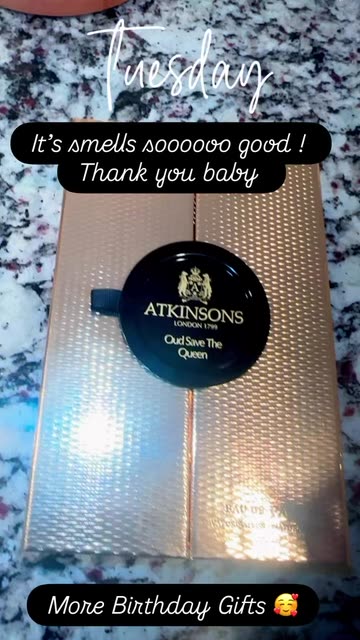 Tuesday
It's smells soooooo good !
Thank you baby
ATKINSONS
LONDON 1799
Oud Save The
Queen
More Birthday Gifts 🥰